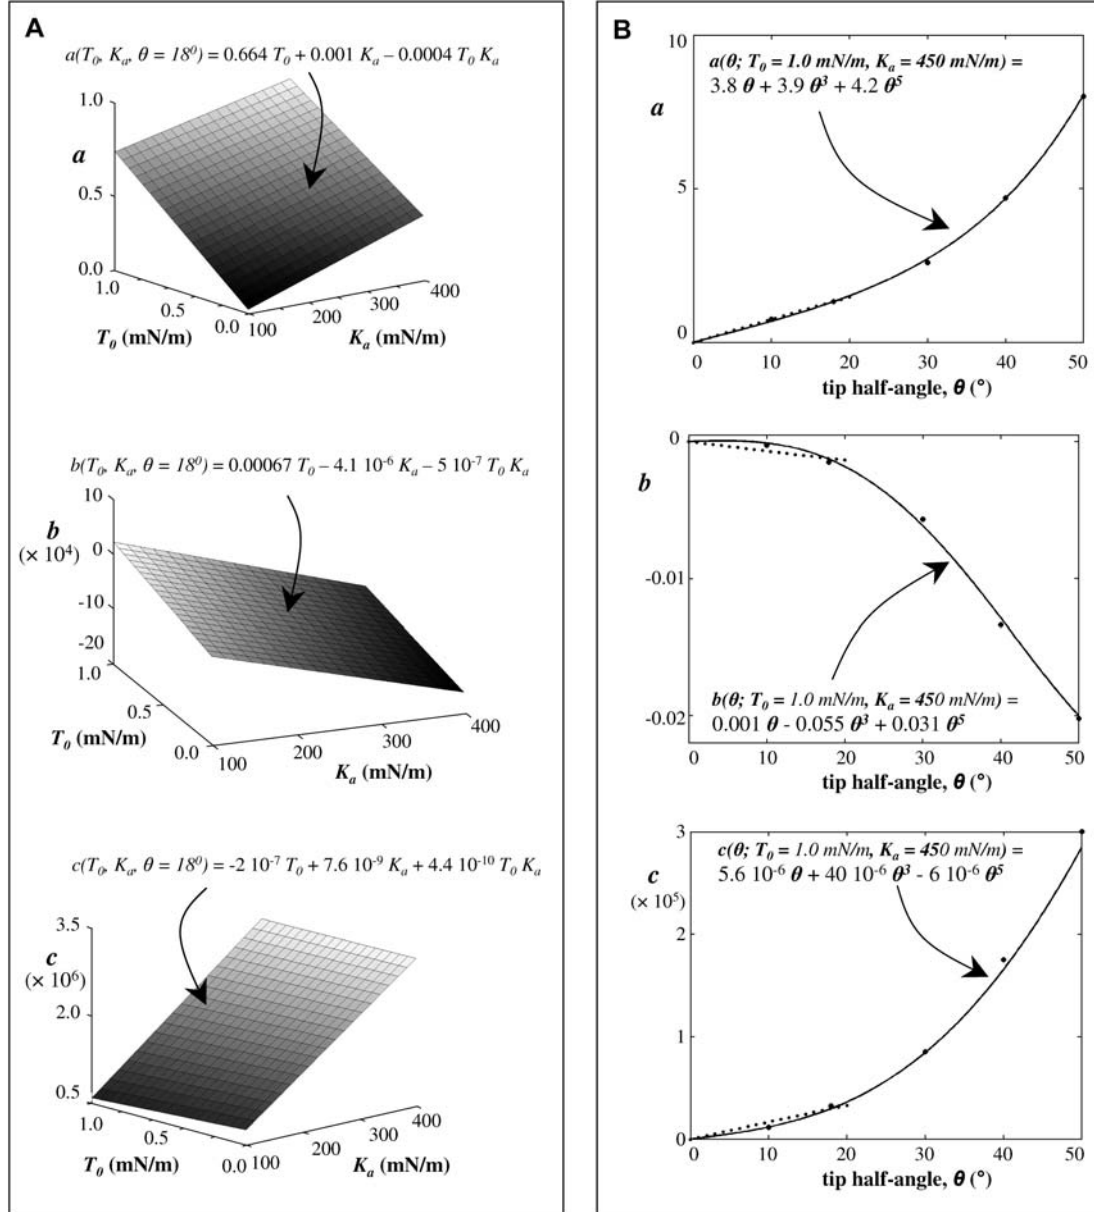 A
a(T₀, Kₐ, θ = 18⁰) = 0.664 T₀ + 0.001 Kₐ – 0.0004 T₀ Kₐ
1.0
a
0.5
0.0
1.0
0.5
0.0
100
200
300
400
T₀ (mN/m)
Kₐ (mN/m)
b(T₀, Kₐ, θ = 18⁰) = 0.00067 T₀ – 4.1 10⁻⁶ Kₐ – 5 10⁻⁷ T₀ Kₐ
10
b
(× 10⁴)
0
-10
-20
1.0
0.5
0.0
100
200
300
400
T₀ (mN/m)
Kₐ (mN/m)
c(T₀, Kₐ, θ = 18⁰) = -2 10⁻⁷ T₀ + 7.6 10⁻⁹ Kₐ + 4.4 10⁻¹⁰ T₀ Kₐ
3.5
c
(× 10⁶)
2.0
0.5
1.0
0.5
0.0
100
200
300
400
T₀ (mN/m)
Kₐ (mN/m)
B
10
a(θ; T₀ = 1.0 mN/m, Kₐ = 450 mN/m) =
3.8 θ + 3.9 θ³ + 4.2 θ⁵
a
5
0
0 10 20 30 40 50
tip half-angle, θ (°)
0
b
-0.01
b(θ; T₀ = 1.0 mN/m, Kₐ = 450 mN/m) =
0.001 θ - 0.055 θ³ + 0.031 θ⁵
-0.02
0 10 20 30 40 50
tip half-angle, θ (°)
3
c(θ; T₀ = 1.0 mN/m, Kₐ = 450 mN/m) =
5.6 10⁻⁶ θ + 40 10⁻⁶ θ³ - 6 10⁻⁶ θ⁵
c
(× 10⁵)
2
1
0
0 10 20 30 40 50
tip half-angle, θ (°)